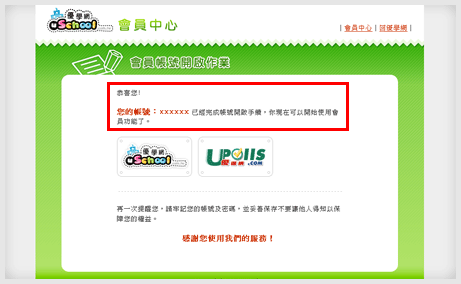 優學網
uSchool
會員中心
| 會員中心 | 回優學網 |
會員帳號開啟作業
恭喜您!
您的帳號：xxxxxx 已經完成帳號開啟手續，你現在可以開始使用會
員功能了。
優學網
uSchool
UPOlls
優質網.COM
再一次提醒您，請牢記您的帳號及密碼，並妥善保存不要讓他人得知以保
障您的權益。
感謝您使用我們的服務！